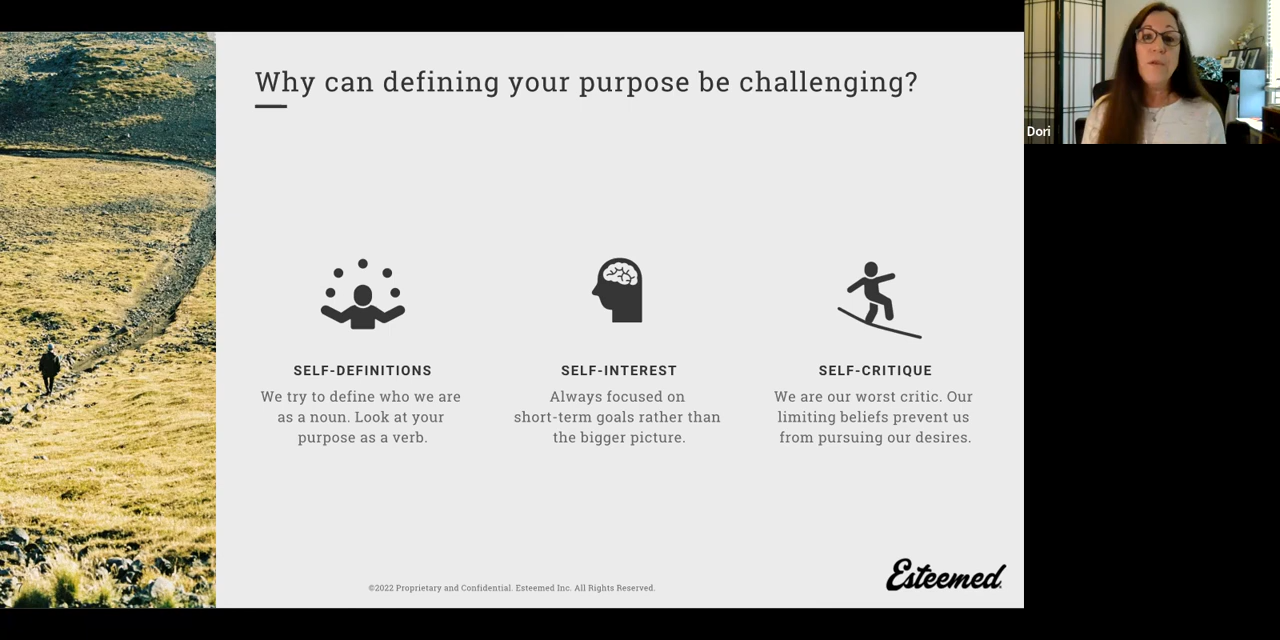 Why can defining your purpose be challenging?
Dori
SELF-DEFINITIONS
We try to define who we are
as a noun. Look at your
purpose as a verb.
SELF-INTEREST
Always focused on
short-term goals rather than
the bigger picture.
SELF-CRITIQUE
We are our worst critic. Our
limiting beliefs prevent us
from pursuing our desires.
©2022 Proprietary and Confidential. Esteemed Inc. All Rights Reserved.
Esteemed